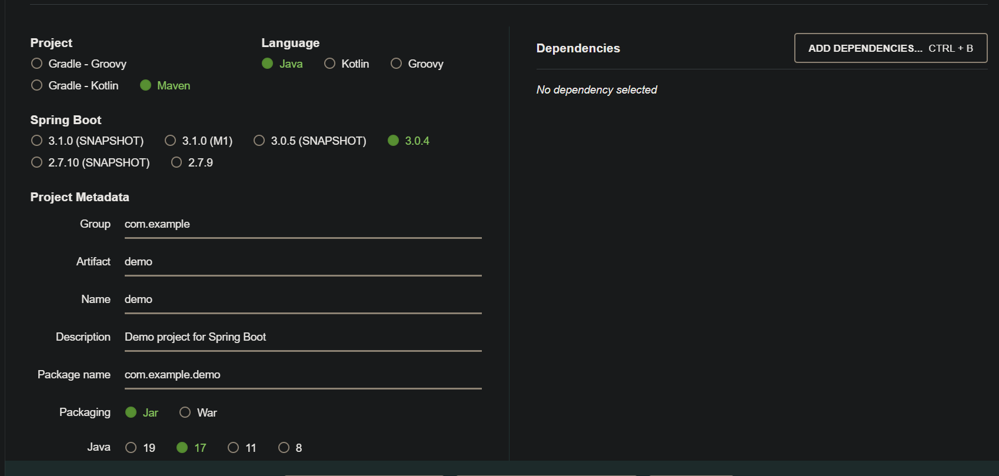 Project
Gradle - Groovy
Gradle - Kotlin Maven
Language
Java Kotlin Groovy
Spring Boot
3.1.0 (SNAPSHOT) 3.1.0 (M1) 3.0.5 (SNAPSHOT) 3.0.4
2.7.10 (SNAPSHOT) 2.7.9
Project Metadata
Group com.example
Artifact demo
Name demo
Description Demo project for Spring Boot
Package name com.example.demo
Packaging Jar War
Java 19 17 11 8
Dependencies ADD DEPENDENCIES... CTRL + B
No dependency selected